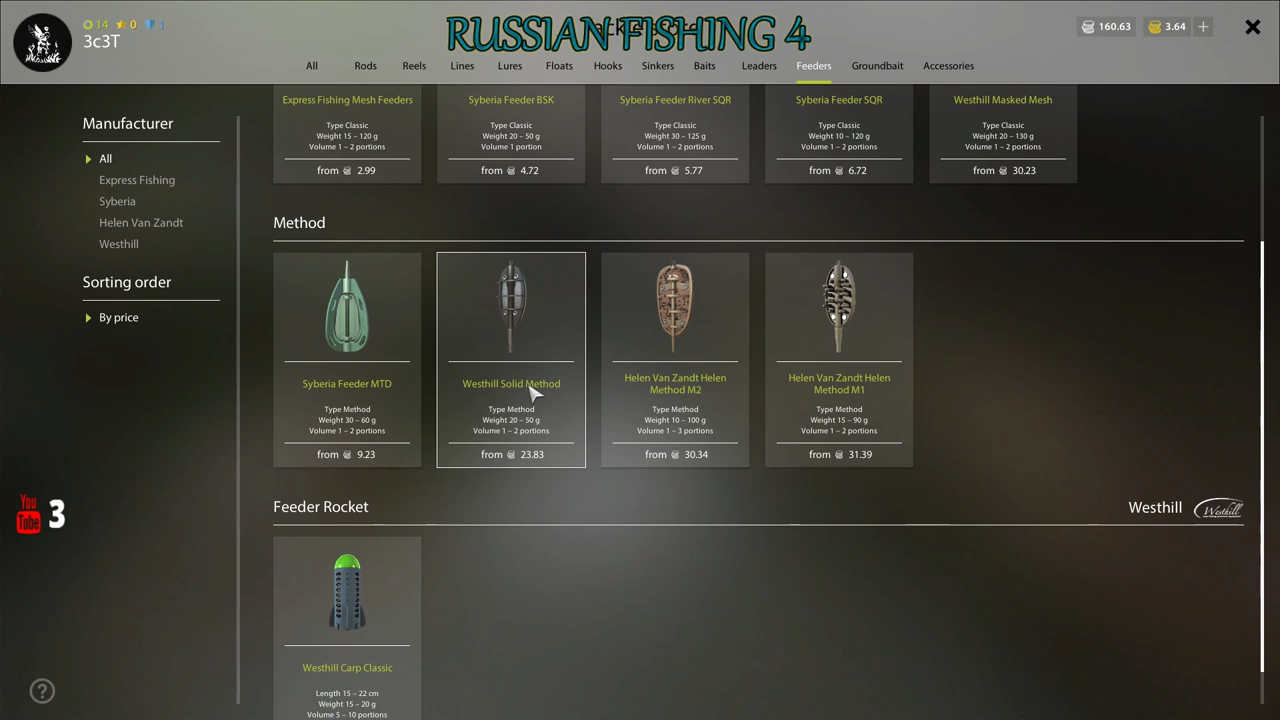 14 0 1
3c3T
RUSSIAN FISHING 4
160.63
3.64
All Rods Reels Lines Lures Floats Hooks Sinkers Baits Leaders Feeders Groundbait Accessories
Manufacturer
All
Express Fishing
Syberia
Helen Van Zandt
Westhill
Sorting order
By price
Express Fishing Mesh Feeders
Type Classic
Weight 15 – 120 g
Volume 1 – 2 portions
from 2.99
Syberia Feeder BSK
Type Classic
Weight 20 – 50 g
Volume 1 portion
from 4.72
Syberia Feeder River SQR
Type Classic
Weight 30 – 125 g
Volume 1 – 2 portions
from 5.77
Syberia Feeder SQR
Type Classic
Weight 10 – 120 g
Volume 1 – 2 portions
from 6.72
Westhill Masked Mesh
Type Classic
Weight 20 – 130 g
Volume 1 – 2 portions
from 30.23
Method
Syberia Feeder MTD
Type Method
Weight 30 – 60 g
Volume 1 – 2 portions
from 9.23
Westhill Solid Method
Type Method
Weight 20 – 50 g
Volume 1 – 2 portions
from 23.83
Helen Van Zandt Helen
Method M2
Type Method
Weight 10 – 100 g
Volume 1 – 3 portions
from 30.34
Helen Van Zandt Helen
Method M1
Type Method
Weight 15 – 90 g
Volume 1 – 2 portions
from 31.39
You
Tube 3
Feeder Rocket
Westhill Westhill
Westhill Carp Classic
Length 15 – 22 cm
Weight 15 – 20 g
Volume 5 – 10 portions
?